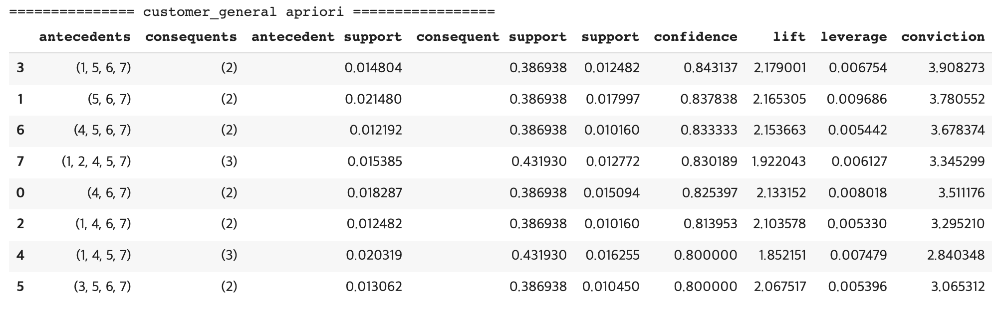 =============== customer_general apriori =================
antecedents consequents antecedent support consequent support support confidence lift leverage conviction
3 (1, 5, 6, 7) (2) 0.014804 0.386938 0.012482 0.843137 2.179001 0.006754 3.908273
1 (5, 6, 7) (2) 0.021480 0.386938 0.017997 0.837838 2.165305 0.009686 3.780552
6 (4, 5, 6, 7) (2) 0.012192 0.386938 0.010160 0.833333 2.153663 0.005442 3.678374
7 (1, 2, 4, 5, 7) (3) 0.015385 0.431930 0.012772 0.830189 1.922043 0.006127 3.345299
0 (4, 6, 7) (2) 0.018287 0.386938 0.015094 0.825397 2.133152 0.008018 3.511176
2 (1, 4, 6, 7) (2) 0.012482 0.386938 0.010160 0.813953 2.103578 0.005330 3.295210
4 (1, 4, 5, 7) (3) 0.020319 0.431930 0.016255 0.800000 1.852151 0.007479 2.840348
5 (3, 5, 6, 7) (2) 0.013062 0.386938 0.010450 0.800000 2.067517 0.005396 3.065312